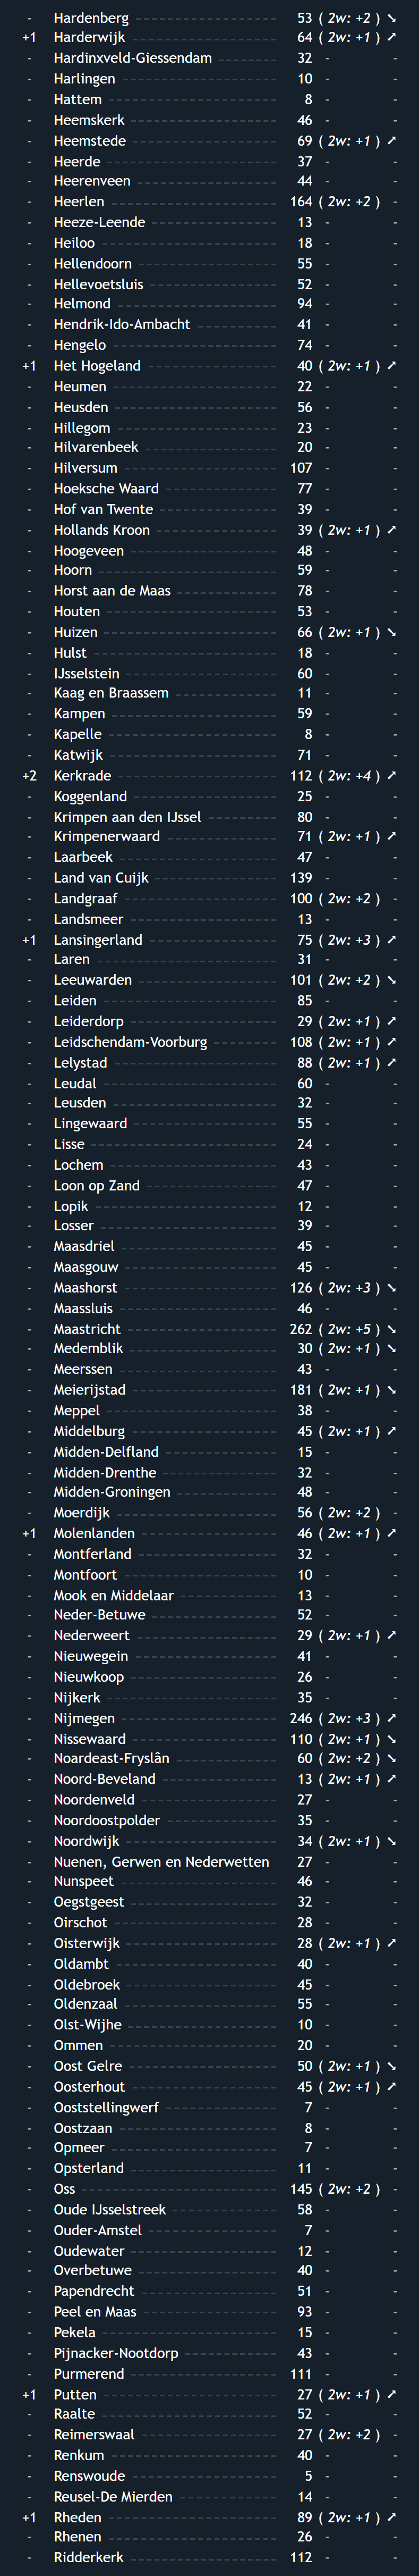 - Hardenberg 53 ( 2w: +2 ) ➘
+1 Harderwijk 64 ( 2w: +1 ) ➚
- Hardinxveld-Giessendam 32 - -
- Harlingen 10 - -
- Hattem 8 - -
- Heemskerk 46 - -
- Heemstede 69 ( 2w: +1 ) ➚
- Heerde 37 - -
- Heerenveen 44 - -
- Heerlen 164 ( 2w: +2 ) -
- Heeze-Leende 13 - -
- Heiloo 18 - -
- Hellendoorn 55 - -
- Hellevoetsluis 52 - -
- Helmond 94 - -
- Hendrik-Ido-Ambacht 41 - -
- Hengelo 74 - -
+1 Het Hogeland 40 ( 2w: +1 ) ➚
- Heumen 22 - -
- Heusden 56 - -
- Hillegom 23 - -
- Hilvarenbeek 20 - -
- Hilversum 107 - -
- Hoeksche Waard 77 - -
- Hof van Twente 39 - -
- Hollands Kroon 39 ( 2w: +1 ) ➚
- Hoogeveen 48 - -
- Hoorn 59 - -
- Horst aan de Maas 78 - -
- Houten 53 - -
- Huizen 66 ( 2w: +1 ) ➘
- Hulst 18 - -
- IJsselstein 60 - -
- Kaag en Braassem 11 - -
- Kampen 59 - -
- Kapelle 8 - -
- Katwijk 71 - -
+2 Kerkrade 112 ( 2w: +4 ) ➚
- Koggenland 25 - -
- Krimpen aan den IJssel 80 - -
- Krimpenerwaard 71 ( 2w: +1 ) ➚
- Laarbeek 47 - -
- Land van Cuijk 139 - -
- Landgraaf 100 ( 2w: +2 ) -
- Landsmeer 13 - -
+1 Lansingerland 75 ( 2w: +3 ) ➚
- Laren 31 - -
- Leeuwarden 101 ( 2w: +2 ) ➘
- Leiden 85 - -
- Leiderdorp 29 ( 2w: +1 ) ➚
- Leidschendam-Voorburg 108 ( 2w: +1 ) ➚
- Lelystad 88 ( 2w: +1 ) ➚
- Leudal 60 - -
- Leusden 32 - -
- Lingewaard 55 - -
- Lisse 24 - -
- Lochem 43 - -
- Loon op Zand 47 - -
- Lopik 12 - -
- Losser 39 - -
- Maasdriel 45 - -
- Maasgouw 45 - -
- Maashorst 126 ( 2w: +3 ) ➘
- Maassluis 46 - -
- Maastricht 262 ( 2w: +5 ) ➘
- Medemblik 30 ( 2w: +1 ) ➘
- Meerssen 43 - -
- Meierijstad 181 ( 2w: +1 ) ➘
- Meppel 38 - -
- Middelburg 45 ( 2w: +1 ) ➚
- Midden-Delfland 15 - -
- Midden-Drenthe 32 - -
- Midden-Groningen 48 - -
- Moerdijk 56 ( 2w: +2 ) -
+1 Molenlanden 46 ( 2w: +1 ) ➚
- Montferland 32 - -
- Montfoort 10 - -
- Mook en Middelaar 13 - -
- Neder-Betuwe 52 - -
- Nederweert 29 ( 2w: +1 ) ➚
- Nieuwegein 41 - -
- Nieuwkoop 26 - -
- Nijkerk 35 - -
- Nijmegen 246 ( 2w: +3 ) ➚
- Nissewaard 110 ( 2w: +1 ) ➘
- Noardeast-Fryslân 60 ( 2w: +2 ) ➘
- Noord-Beveland 13 ( 2w: +1 ) ➚
- Noordenveld 27 - -
- Noordoostpolder 35 - -
- Noordwijk 34 ( 2w: +1 ) ➘
- Nuenen, Gerwen en Nederwetten 27 - -
- Nunspeet 46 - -
- Oegstgeest 32 - -
- Oirschot 28 - -
- Oisterwijk 28 ( 2w: +1 ) ➚
- Oldambt 40 - -
- Oldebroek 45 - -
- Oldenzaal 55 - -
- Olst-Wijhe 10 - -
- Ommen 20 - -
- Oost Gelre 50 ( 2w: +1 ) ➘
- Oosterhout 45 ( 2w: +1 ) ➚
- Ooststellingwerf 7 - -
- Oostzaan 8 - -
- Opmeer 7 - -
- Opsterland 11 - -
- Oss 145 ( 2w: +2 ) -
- Oude IJsselstreek 58 - -
- Ouder-Amstel 7 - -
- Oudewater 12 - -
- Overbetuwe 40 - -
- Papendrecht 51 - -
- Peel en Maas 93 - -
- Pekela 15 - -
- Pijnacker-Nootdorp 43 - -
- Purmerend 111 - -
+1 Putten 27 ( 2w: +1 ) ➚
- Raalte 52 - -
- Reimerswaal 27 ( 2w: +2 ) -
- Renkum 40 - -
- Renswoude 5 - -
- Reusel-De Mierden 14 - -
+1 Rheden 89 ( 2w: +1 ) ➚
- Rhenen 26 - -
- Ridderkerk 112 - -